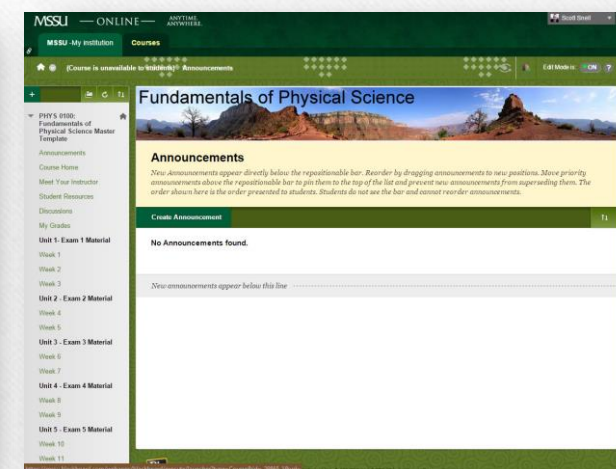 MSSU — ONLINE — ANYTIME. ANYWHERE.
Scott Snell
MSSU -My Institution Courses
(Course is unavailable to students) Announcements
Edit Mode is: ON ?
PHYS 0100:
Fundamentals of
Physical Science Master
Template
Announcements
Course Home
Meet Your Instructor
Student Resources
Discussions
My Grades
Unit 1- Exam 1 Material
Week 1
Week 2
Week 3
Unit 2 - Exam 2 Material
Week 4
Week 5
Unit 3 - Exam 3 Material
Week 6
Week 7
Unit 4 - Exam 4 Material
Week 8
Week 9
Unit 5 - Exam 5 Material
Week 10
Week 11
Fundamentals of Physical Science
Announcements
New Announcements appear directly below the repositionable bar. Reorder by dragging announcements to new positions. Move priority
announcements above the repositionable bar to pin them to the top of the list and prevent new announcements from superseding them. The
order shown here is the order presented to students. Students do not see the bar and cannot reorder announcements.
Create Announcement
No Announcements found.
New announcements appear below this line